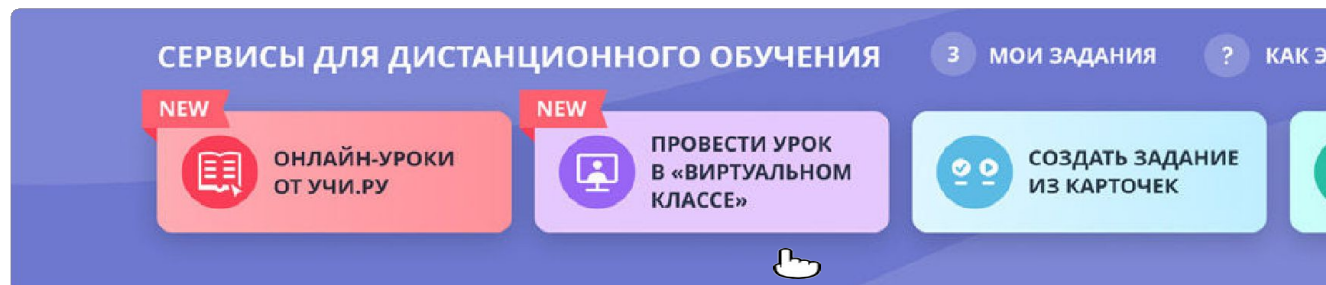 СЕРВИСЫ ДЛЯ ДИСТАНЦИОННОГО ОБУЧЕНИЯ
3 МОИ ЗАДАНИЯ
? КАК Э
NEW
ОНЛАЙН-УРОКИ
ОТ УЧИ.РУ
NEW
ПРОВЕСТИ УРОК
В «ВИРТУАЛЬНОМ
КЛАССЕ»
СОЗДАТЬ ЗАДАНИЕ
ИЗ КАРТОЧЕК